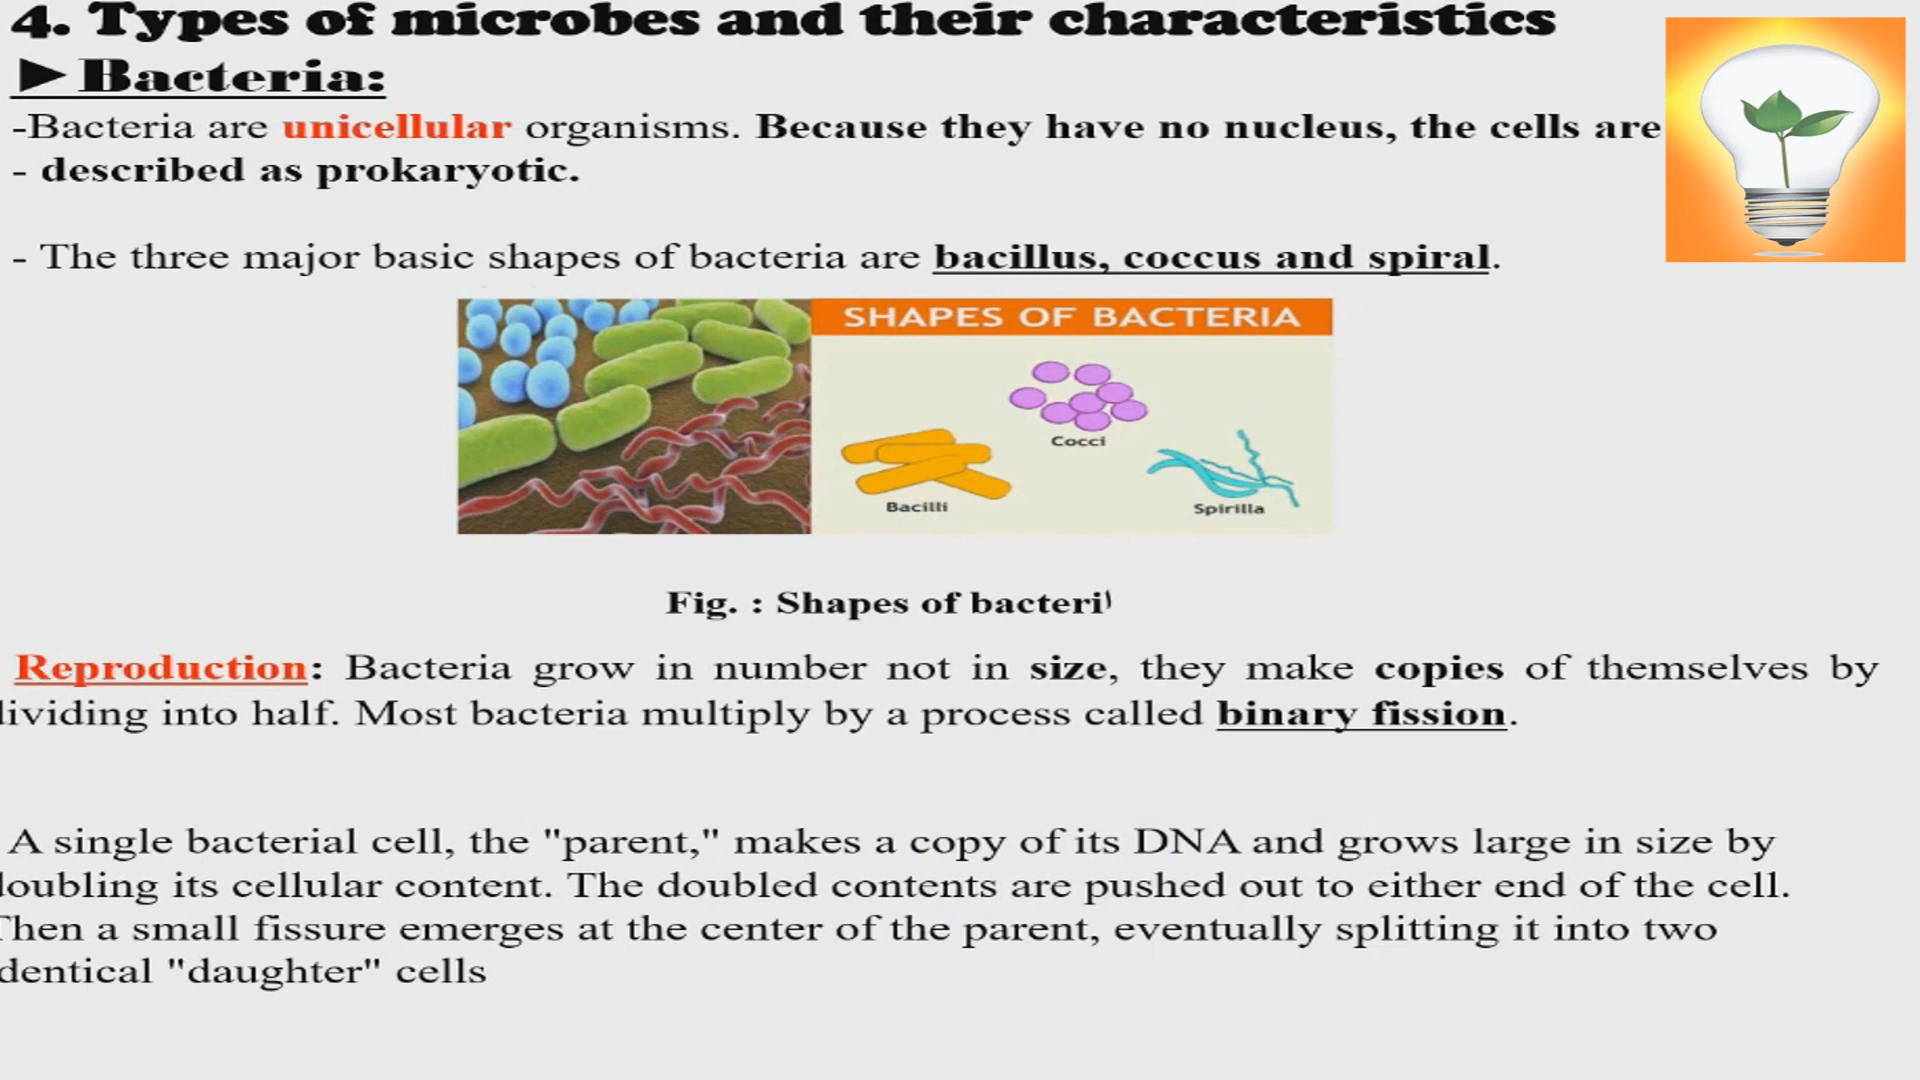 4. Types of microbes and their characteristics
►Bacteria:
-Bacteria are unicellular organisms. Because they have no nucleus, the cells are
- described as prokaryotic.
- The three major basic shapes of bacteria are bacillus, coccus and spiral.
SHAPES OF BACTERIA
Cocci
Bacilli
Spirilla
Fig. : Shapes of bacteri
Reproduction: Bacteria grow in number not in size, they make copies of themselves by
ividing into half. Most bacteria multiply by a process called binary fission.
A single bacterial cell, the "parent," makes a copy of its DNA and grows large in size by
oubling its cellular content. The doubled contents are pushed out to either end of the cell.
Then a small fissure emerges at the center of the parent, eventually splitting it into two
dentical "daughter" cells